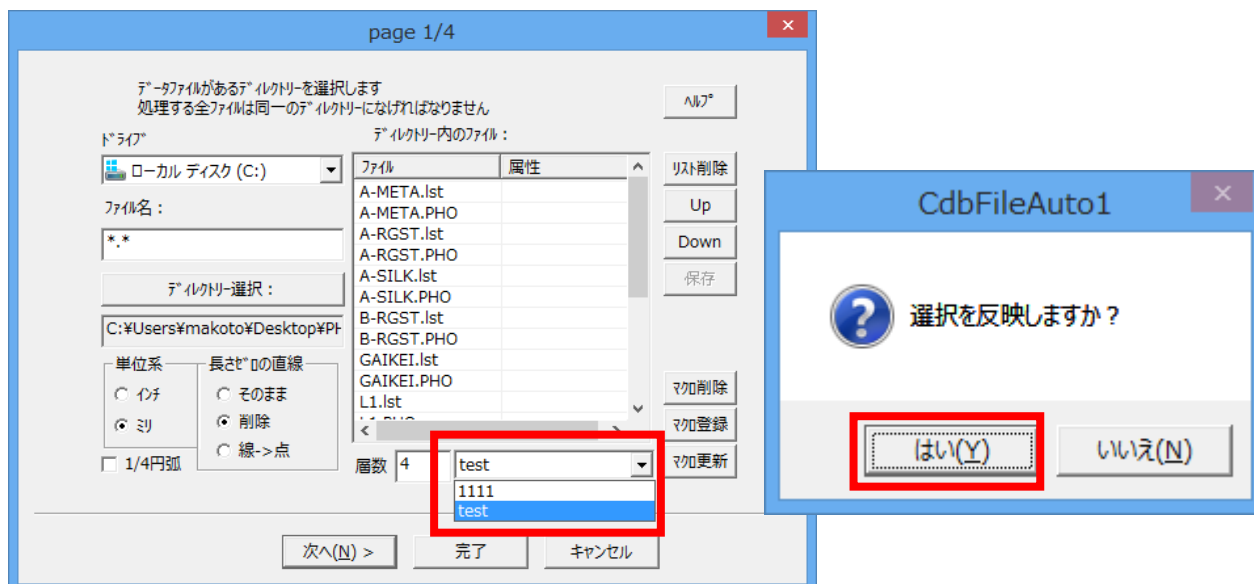 page 1/4
ﾃﾞｰﾀﾌｧｲﾙがあるﾃﾞｨﾚｸﾄﾘｰを選択します
処理する全ﾌｧｲﾙは同一のﾃﾞｨﾚｸﾄﾘｰになげればなりません
ﾍﾙﾌﾟ
ﾄﾞﾗｲﾌﾞ
ﾃﾞｨﾚｸﾄﾘｰ内のﾌｧｲﾙ：
ローカル ディスク (C:)
ﾌｧｲﾙ 属性
ﾘｽﾄ削除
A-META.lst
A-META.PHO
ﾌｧｲﾙ名：
Up
A-RGST.lst
*.*
Down
A-RGST.PHO
A-SILK.lst
保存
ﾃﾞｨﾚｸﾄﾘｰ選択：
A-SILK.PHO
B-RGST.lst
C:¥Users¥makoto¥Desktop¥PH
B-RGST.PHO
GAIKEI.lst
単位系 長さｾﾞﾛの直線
GAIKEI.PHO
ｲﾝﾁ そのまま
ﾏｸﾛ削除
L1.lst
ﾐﾘ 削除
ﾏｸﾛ登録
線->点
1/4円弧
層数 4 test
ﾏｸﾛ更新
1111
test
次へ(N) > 完了 キャンセル
CdbFileAuto1
選択を反映しますか？
はい(Y) いいえ(N)